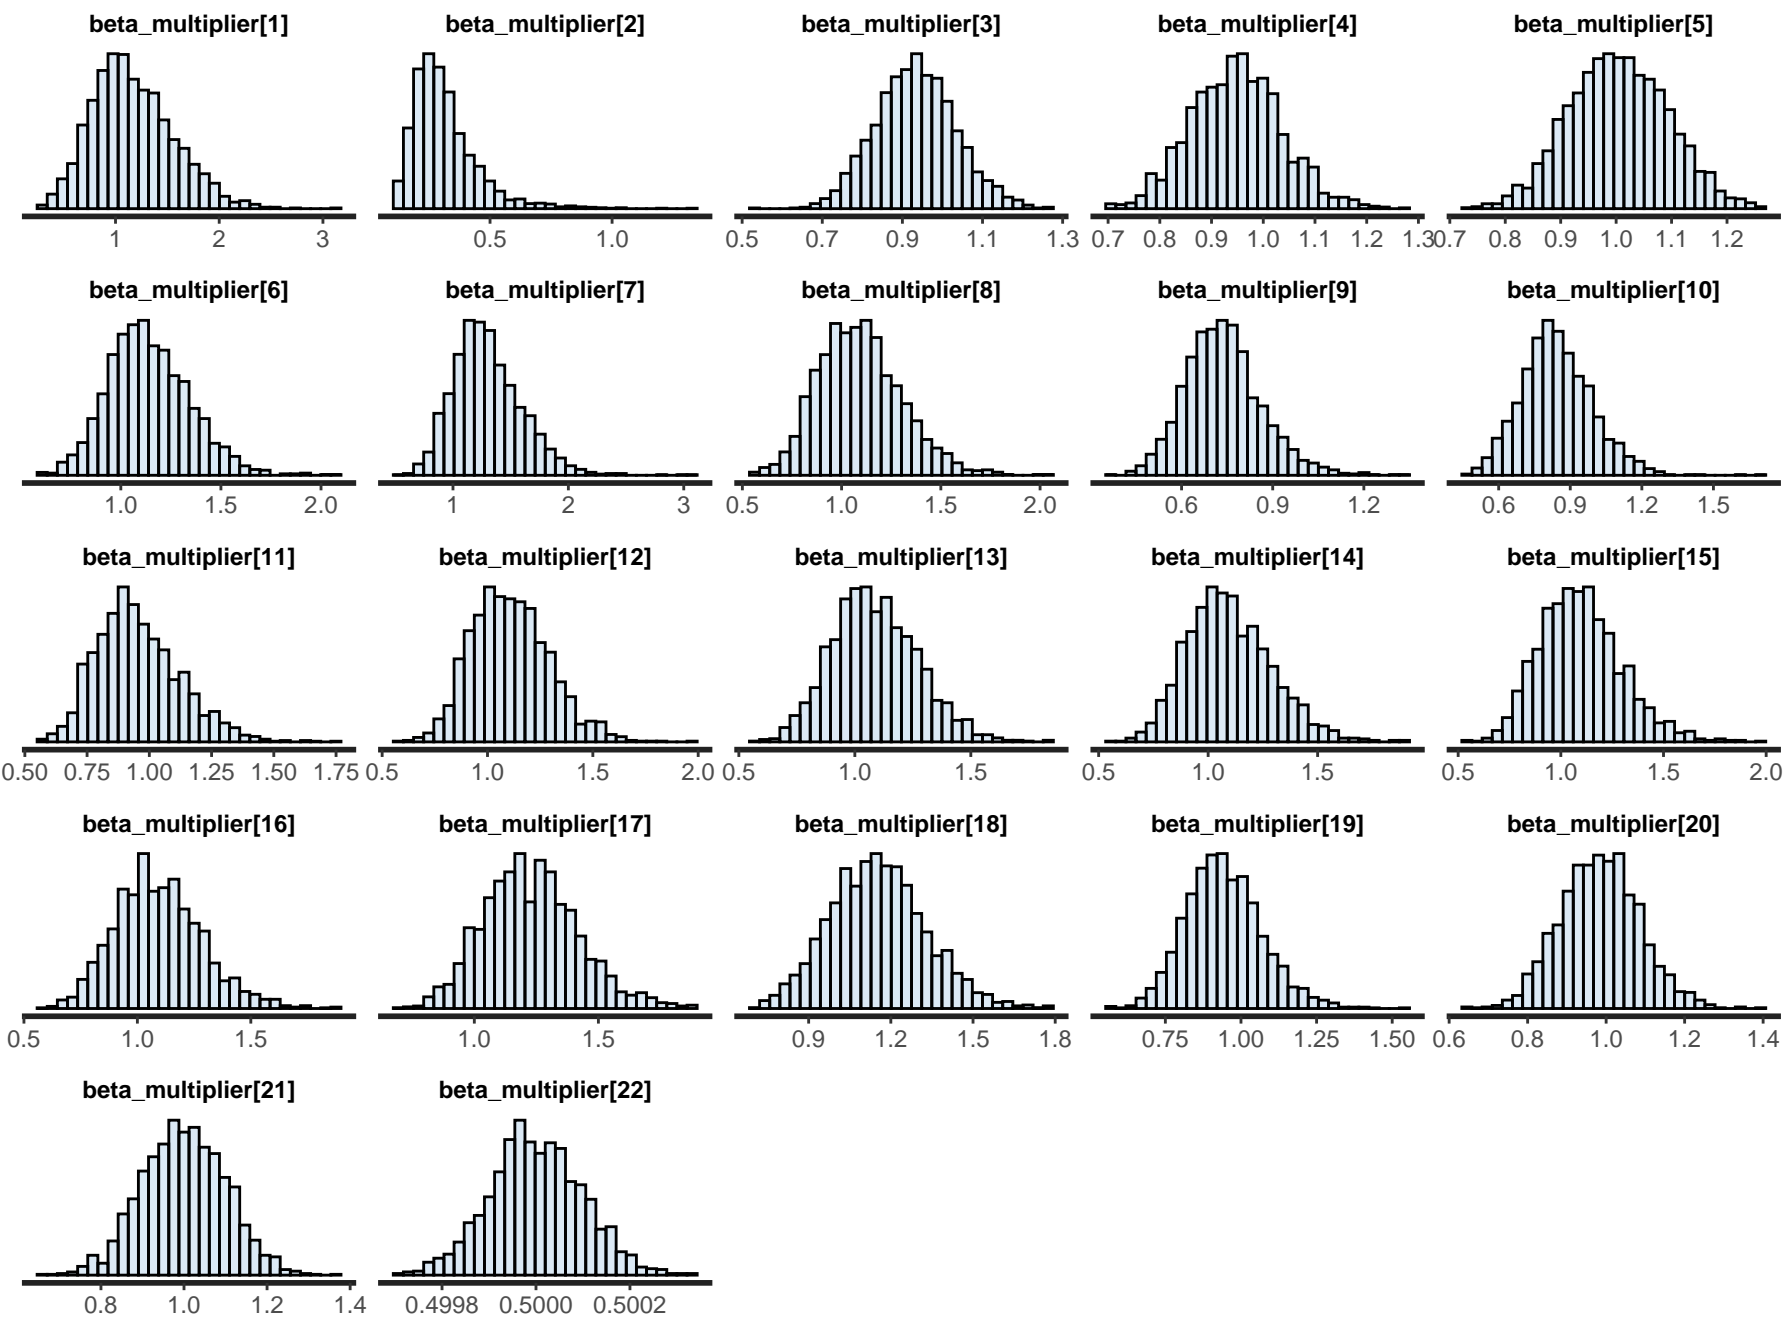 beta_multiplier[1] beta_multiplier[2] beta_multiplier[3] beta_multiplier[4] beta_multiplier[5]
1 2 3 0.5 1.0 0.5 0.7 0.9 1.1 1.3 0.7 0.8 0.9 1.0 1.1 1.2 1.3 0.7 0.8 0.9 1.0 1.1 1.2
beta_multiplier[6] beta_multiplier[7] beta_multiplier[8] beta_multiplier[9] beta_multiplier[10]
1.0 1.5 2.0 1 2 3 0.5 1.0 1.5 2.0 0.6 0.9 1.2 0.6 0.9 1.2 1.5
beta_multiplier[11] beta_multiplier[12] beta_multiplier[13] beta_multiplier[14] beta_multiplier[15]
0.50 0.75 1.00 1.25 1.50 1.75 0.5 1.0 1.5 2.0 0.5 1.0 1.5 0.5 1.0 1.5 0.5 1.0 1.5 2.0
beta_multiplier[16] beta_multiplier[17] beta_multiplier[18] beta_multiplier[19] beta_multiplier[20]
0.5 1.0 1.5 1.0 1.5 0.9 1.2 1.5 1.8 0.75 1.00 1.25 1.50 0.6 0.8 1.0 1.2 1.4
beta_multiplier[21] beta_multiplier[22]
0.8 1.0 1.2 1.4 0.4998 0.5000 0.5002